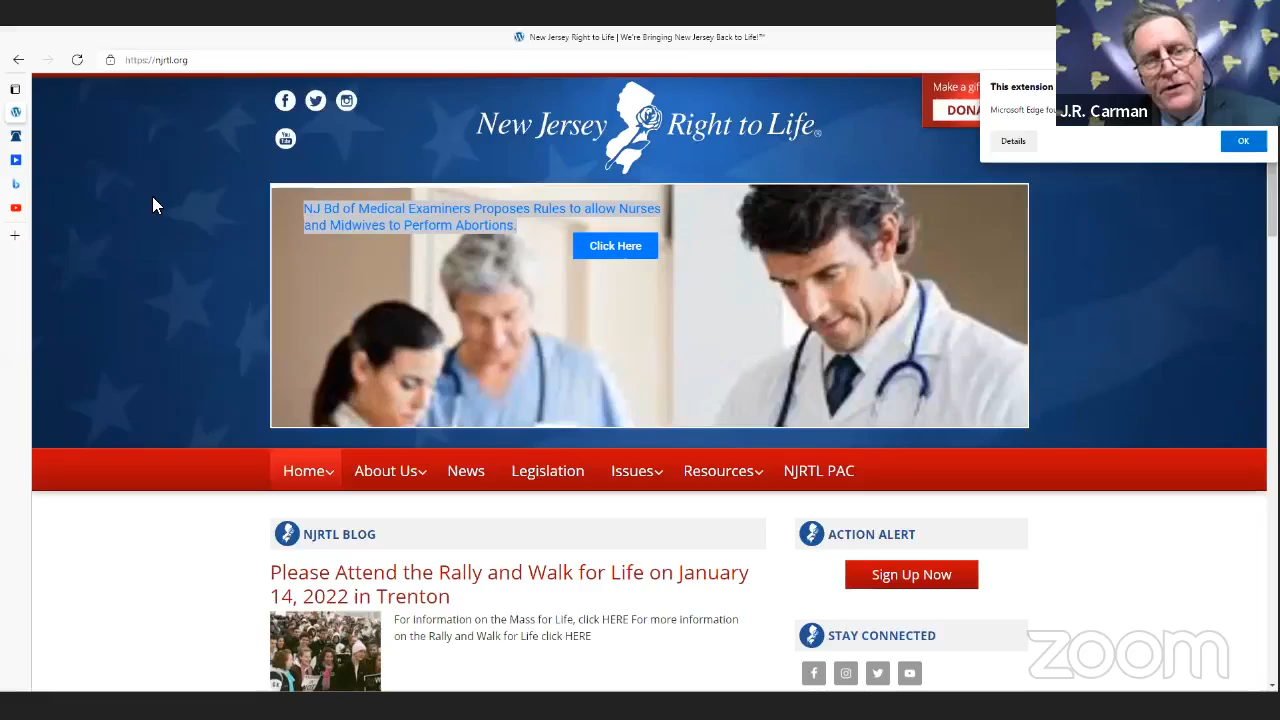 New Jersey Right to Life | We're Bringing New Jersey Back to Life!™
https://njrtl.org
This extension
Microsoft Edge fou
J.R. Carman
Details
OK
Make a gif
DONA
New Jersey Right to Life®
You
Tube
NJ Bd of Medical Examiners Proposes Rules to allow Nurses
and Midwives to Perform Abortions.
Click Here
Home
About Us
News
Legislation
Issues
Resources
NJRTL PAC
NJRTL BLOG
Please Attend the Rally and Walk for Life on January
14, 2022 in Trenton
For information on the Mass for Life, click HERE For more information
on the Rally and Walk for Life click HERE
ACTION ALERT
Sign Up Now
STAY CONNECTED
zoom